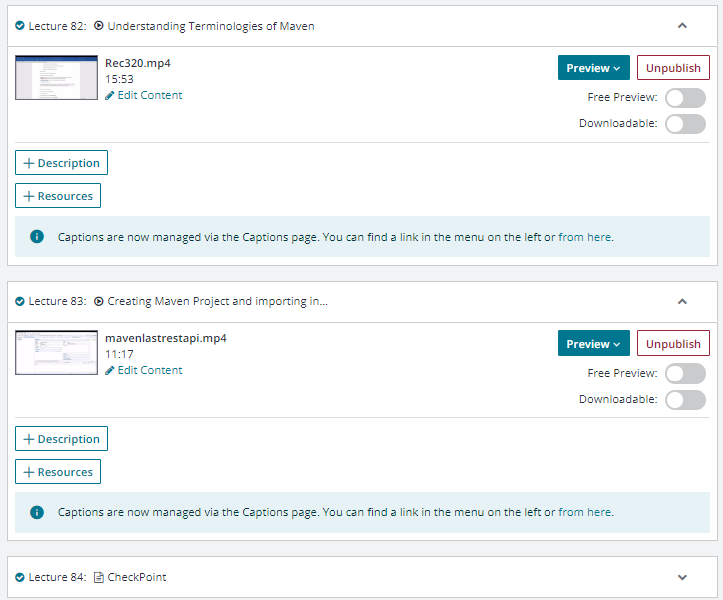 Lecture 82: Understanding Terminologies of Maven
Rec320.mp4
15:53
Edit Content
Preview
Unpublish
Free Preview:
Downloadable:
+ Description
+ Resources
Captions are now managed via the Captions page. You can find a link in the menu on the left or from here.
Lecture 83: Creating Maven Project and importing in...
mavenlastrestapi.mp4
11:17
Edit Content
Preview
Unpublish
Free Preview:
Downloadable:
+ Description
+ Resources
Captions are now managed via the Captions page. You can find a link in the menu on the left or from here.
Lecture 84: CheckPoint